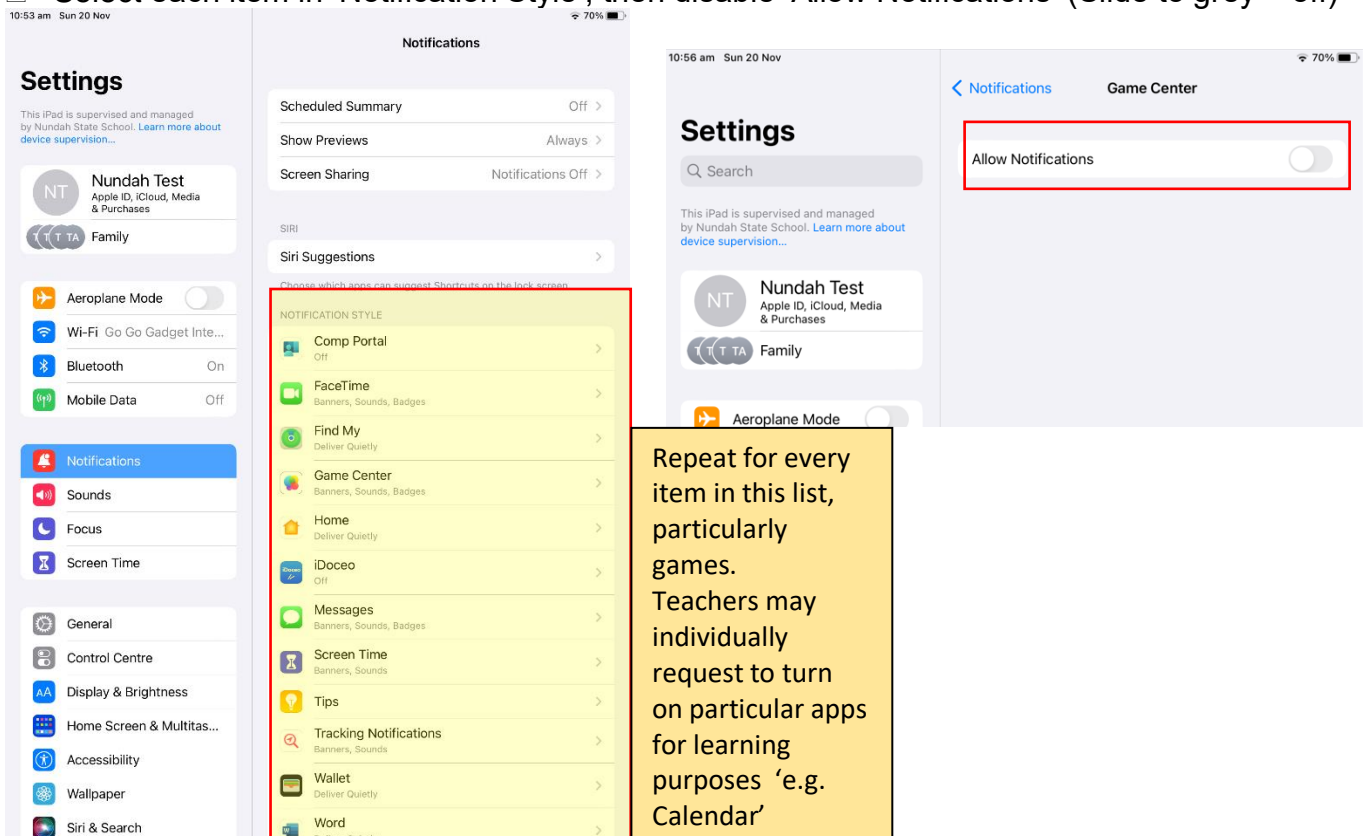 Select each item in ‘Notification Style’, then disable ‘Allow Notifications’ (Slide to grey – off)
10:53 am Sun 20 Nov
70%
Settings
This iPad is supervised and managed
by Nundah State School. Learn more about
device supervision...
NT
Nundah Test
Apple ID, iCloud, Media
& Purchases
T T T TA
Family
Aeroplane Mode
Wi-Fi Go Go Gadget Inte...
Bluetooth On
Mobile Data Off
Notifications
Sounds
Focus
Screen Time
General
Control Centre
AA Display & Brightness
Home Screen & Multitas...
Accessibility
Wallpaper
Siri & Search
Notifications
Scheduled Summary Off
Show Previews Always
Screen Sharing Notifications Off
SIRI
Siri Suggestions
Choose which apps can suggest Shortcuts on the lock screen.
NOTIFICATION STYLE
Comp Portal
Off
FaceTime
Banners, Sounds, Badges
Find My
Deliver Quietly
Game Center
Banners, Sounds, Badges
Home
Deliver Quietly
iDoceo
Off
Messages
Banners, Sounds, Badges
Screen Time
Banners, Sounds
Tips
Tracking Notifications
Banners, Sounds
Wallet
Deliver Quietly
Word
10:56 am Sun 20 Nov
70%
Settings
Search
This iPad is supervised and managed
by Nundah State School. Learn more about
device supervision...
NT
Nundah Test
Apple ID, iCloud, Media
& Purchases
T T T TA
Family
Aeroplane Mode
Notifications
Game Center
Allow Notifications
Repeat for every
item in this list,
particularly
games.
Teachers may
individually
request to turn
on particular apps
for learning
purposes ‘e.g.
Calendar’